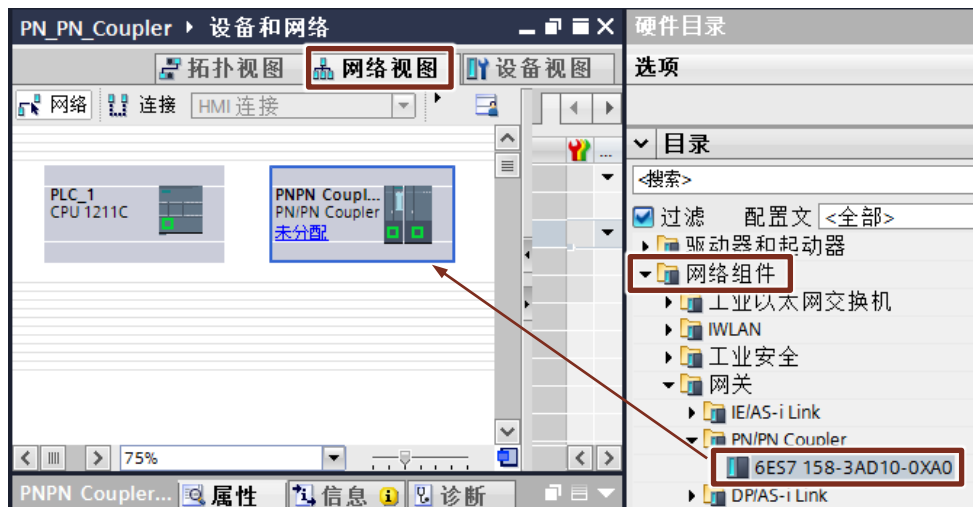 PN_PN_Coupler ▸ 设备和网络
硬件目录
拓扑视图
网络视图
设备视图
选项
网络
连接
HMI 连接
...
目录
<搜索>
过滤
配置文
<全部>
PLC_1
CPU 1211C
PNPN Coupl...
PN/PN Coupler
未分配
驱动器和起动器
网络组件
工业以太网交换机
IWLAN
工业安全
网关
IE/AS-i Link
PN/PN Coupler
6ES7 158-3AD10-0XA0
DP/AS-i Link
75%
PNPN Coupler...
属性
信息
诊断